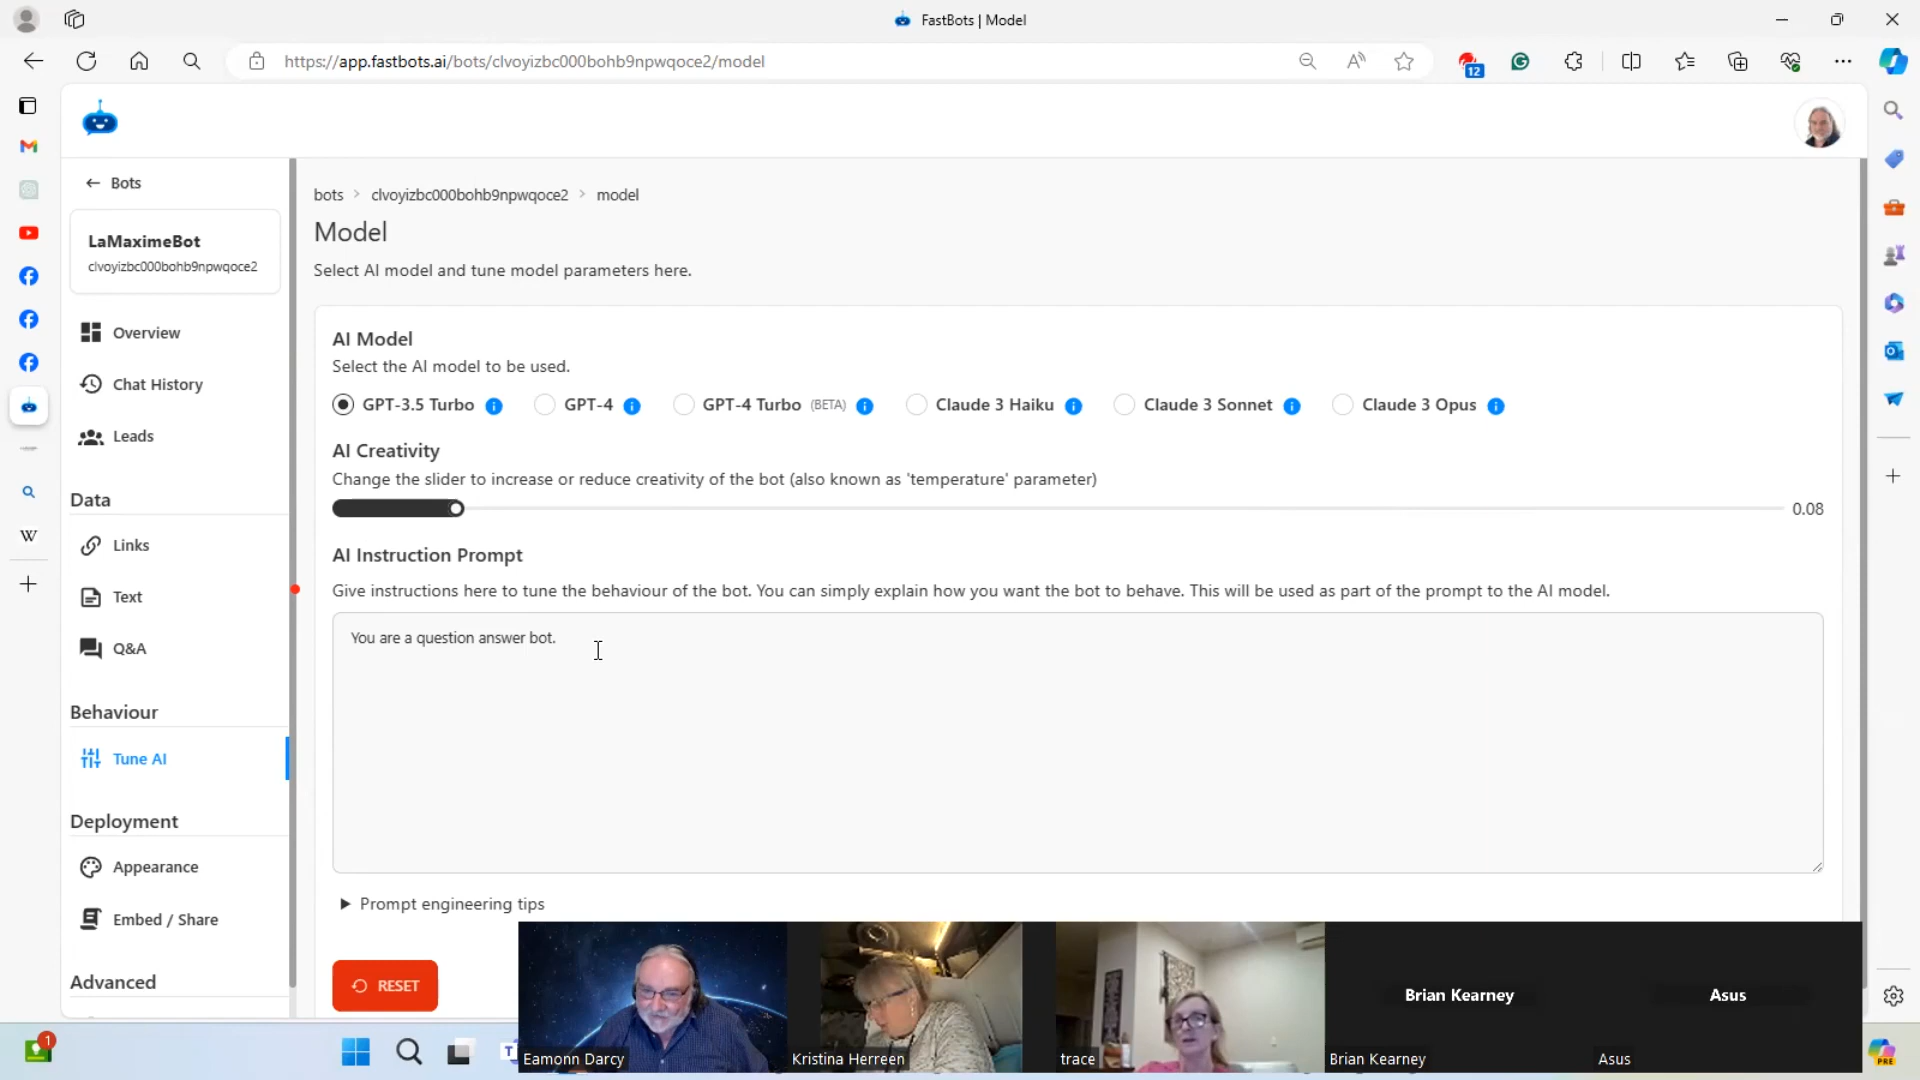 FastBots | Model
https://app.fastbots.ai/bots/clvoyizbc000bohb9npwqoce2/model
12
Bots
LaMaximeBot
clvoyizbc000bohb9npwqoce2
Overview
Chat History
Leads
Data
Links
Text
Q&A
Behaviour
Tune AI
Deployment
Appearance
Embed / Share
Advanced
bots > clvoyizbc000bohb9npwqoce2 > model
Model
Select AI model and tune model parameters here.
AI Model
Select the AI model to be used.
GPT-3.5 Turbo GPT-4 GPT-4 Turbo (BETA) Claude 3 Haiku Claude 3 Sonnet Claude 3 Opus
AI Creativity
Change the slider to increase or reduce creativity of the bot (also known as 'temperature' parameter)
0.08
AI Instruction Prompt
Give instructions here to tune the behaviour of the bot. You can simply explain how you want the bot to behave. This will be used as part of the prompt to the AI model.
You are a question answer bot.
Prompt engineering tips
RESET
Brian Kearney
Asus
Eamonn Darcy
Kristina Herreen
trace
Brian Kearney
Asus
1
T
PRE